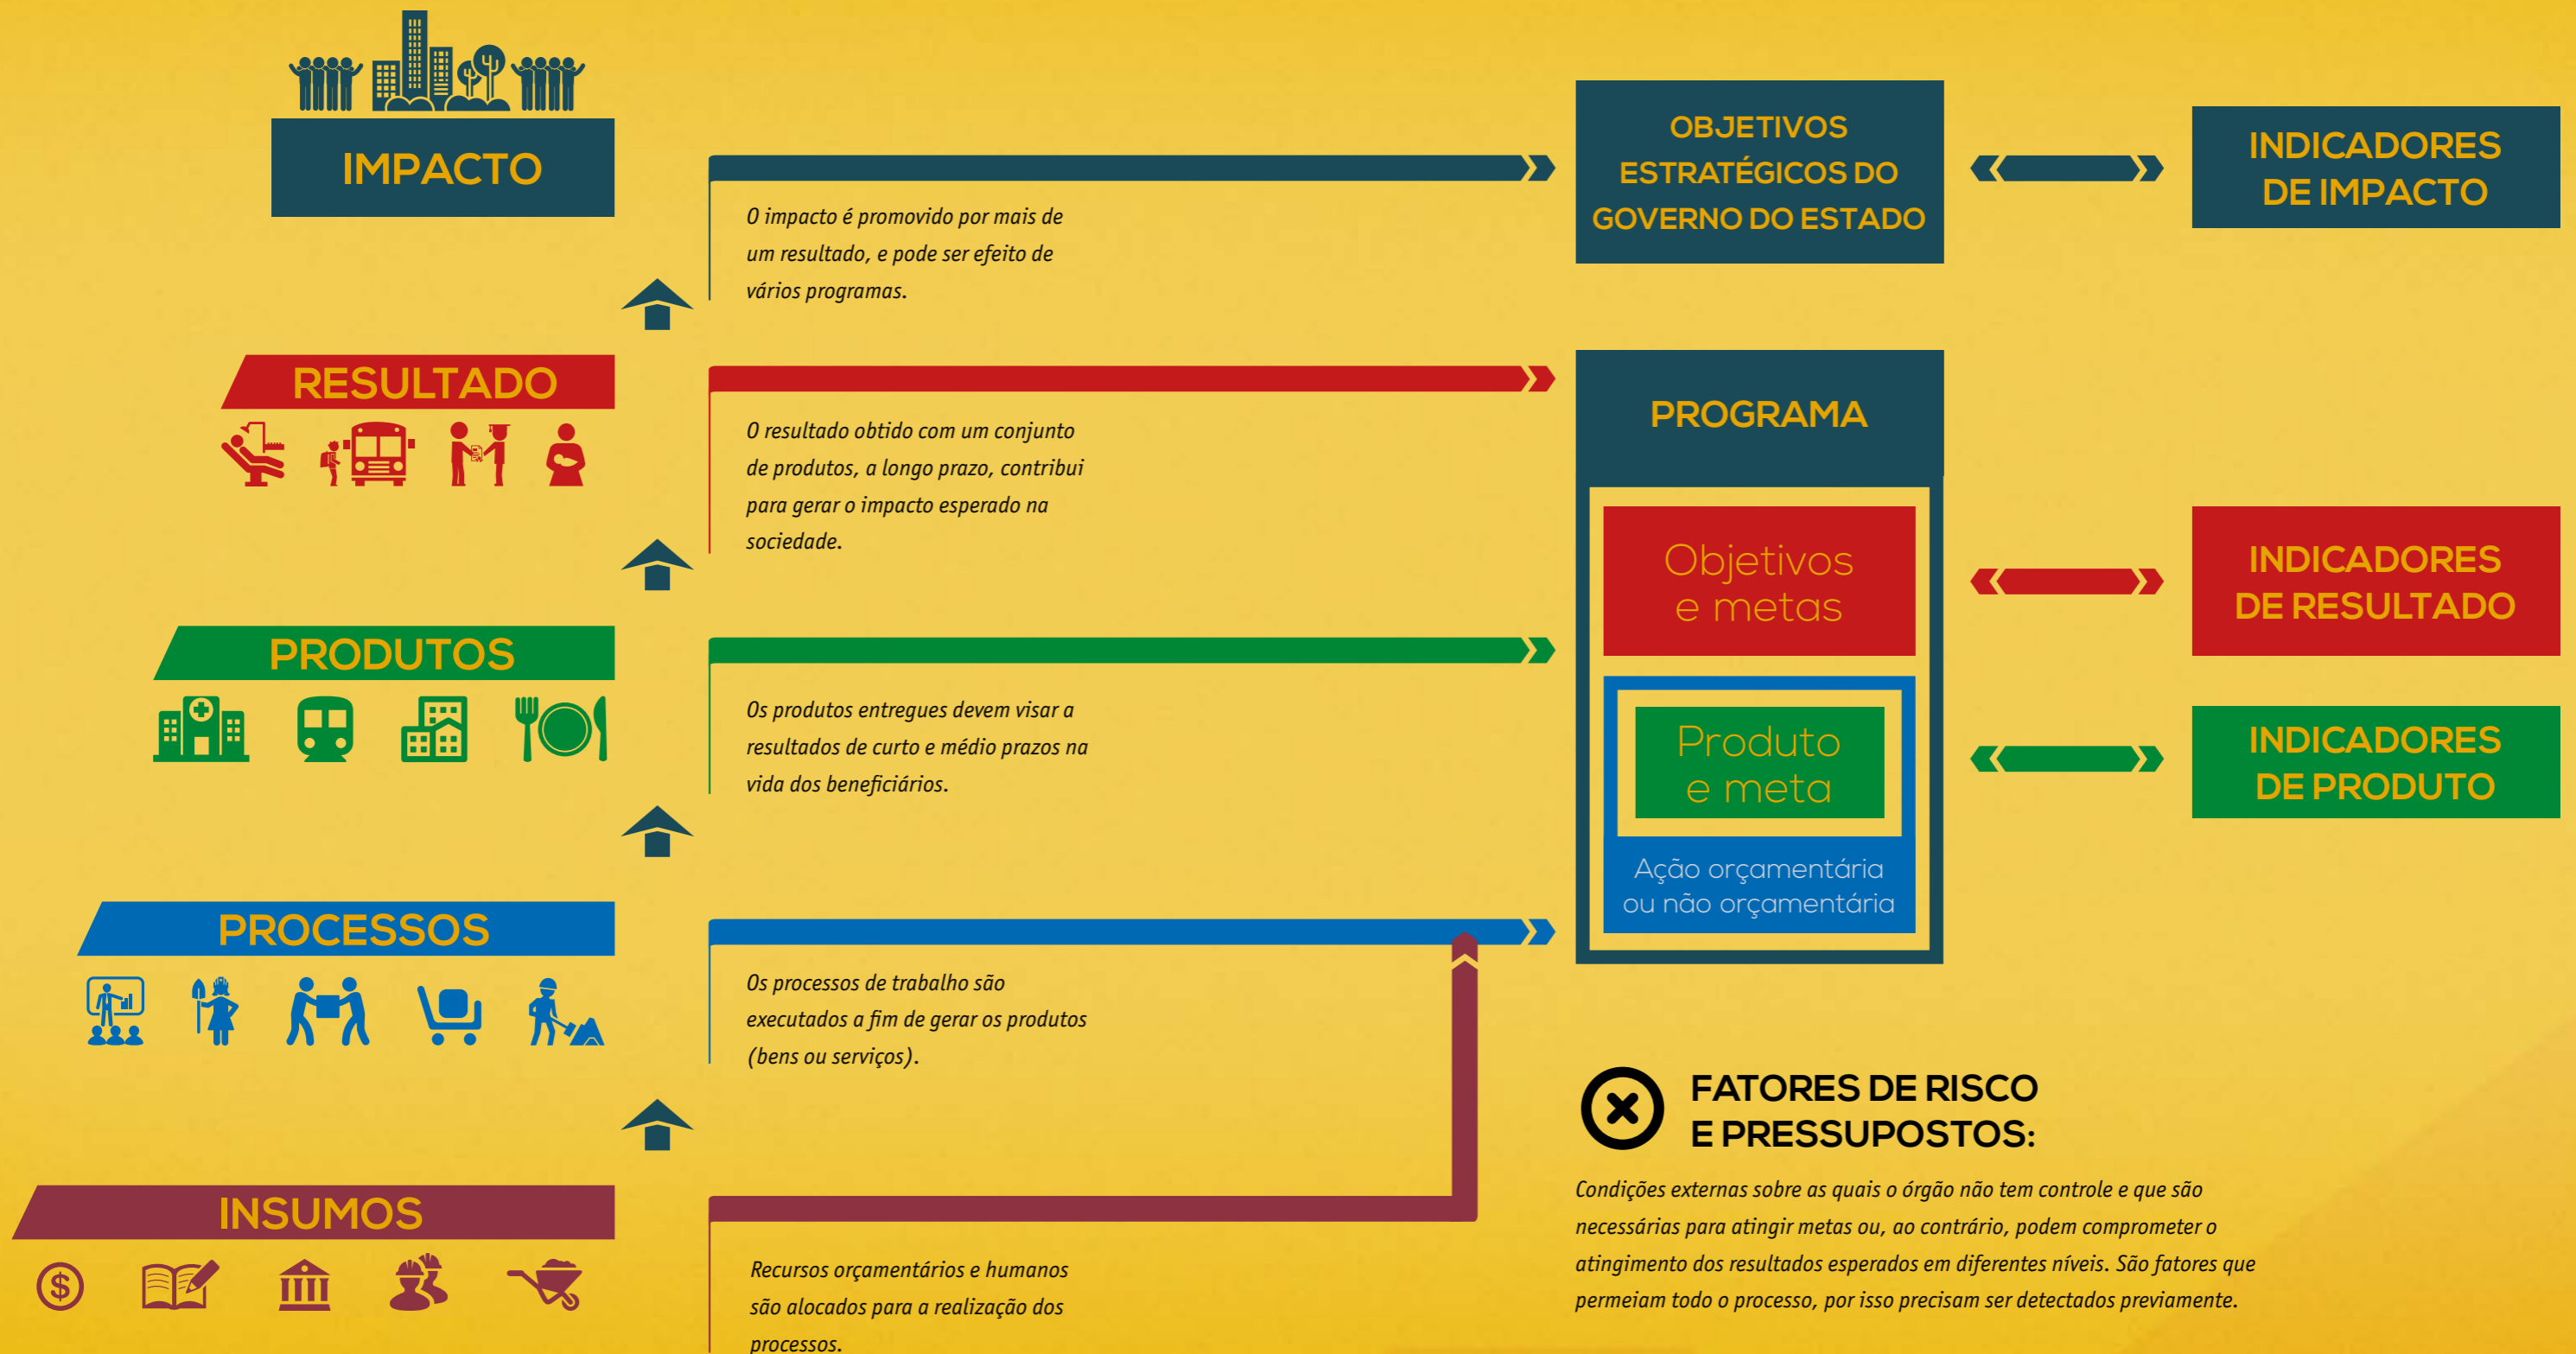 IMPACTO
O impacto é promovido por mais de
um resultado, e pode ser efeito de
vários programas.
OBJETIVOS
ESTRATÉGICOS DO
GOVERNO DO ESTADO
INDICADORES
DE IMPACTO
RESULTADO
O resultado obtido com um conjunto
de produtos, a longo prazo, contribui
para gerar o impacto esperado na
sociedade.
PROGRAMA
Objetivos
e metas
INDICADORES
DE RESULTADO
PRODUTOS
Os produtos entregues devem visar a
resultados de curto e médio prazos na
vida dos beneficiários.
Produto
e meta
INDICADORES
DE PRODUTO
Ação orçamentária
ou não orçamentária
PROCESSOS
Os processos de trabalho são
executados a fim de gerar os produtos
(bens ou serviços).
INSUMOS
$
Recursos orçamentários e humanos
são alocados para a realização dos
processos.
FATORES DE RISCO
E PRESSUPOSTOS:
Condições externas sobre as quais o órgão não tem controle e que são
necessárias para atingir metas ou, ao contrário, podem comprometer o
atingimento dos resultados esperados em diferentes níveis. São fatores que
permeiam todo o processo, por isso precisam ser detectados previamente.